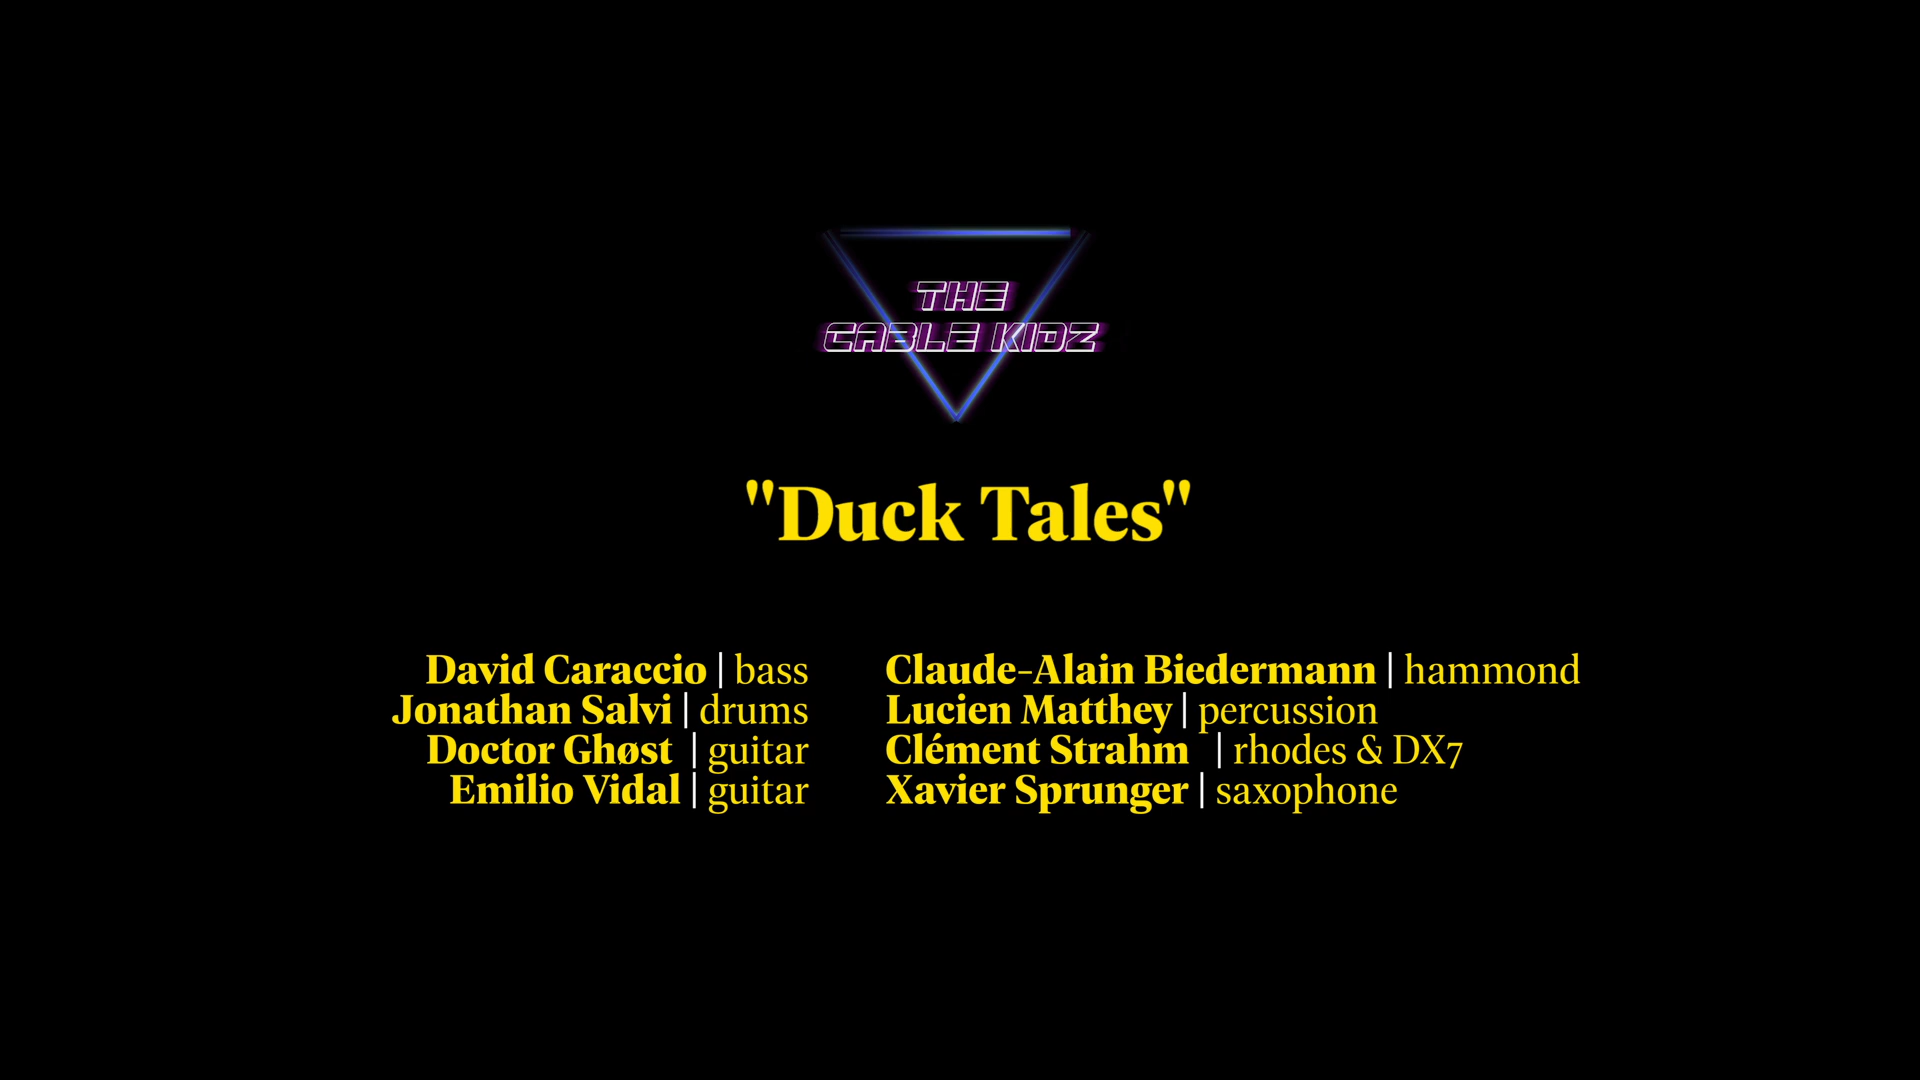 THE
CABLE KIDZ
"Duck Tales"
David Caraccio | bass
Jonathan Salvi | drums
Doctor Ghøst | guitar
Emilio Vidal | guitar
Claude-Alain Biedermann | hammond
Lucien Matthey | percussion
Clément Strahm | rhodes & DX7
Xavier Sprunger | saxophone